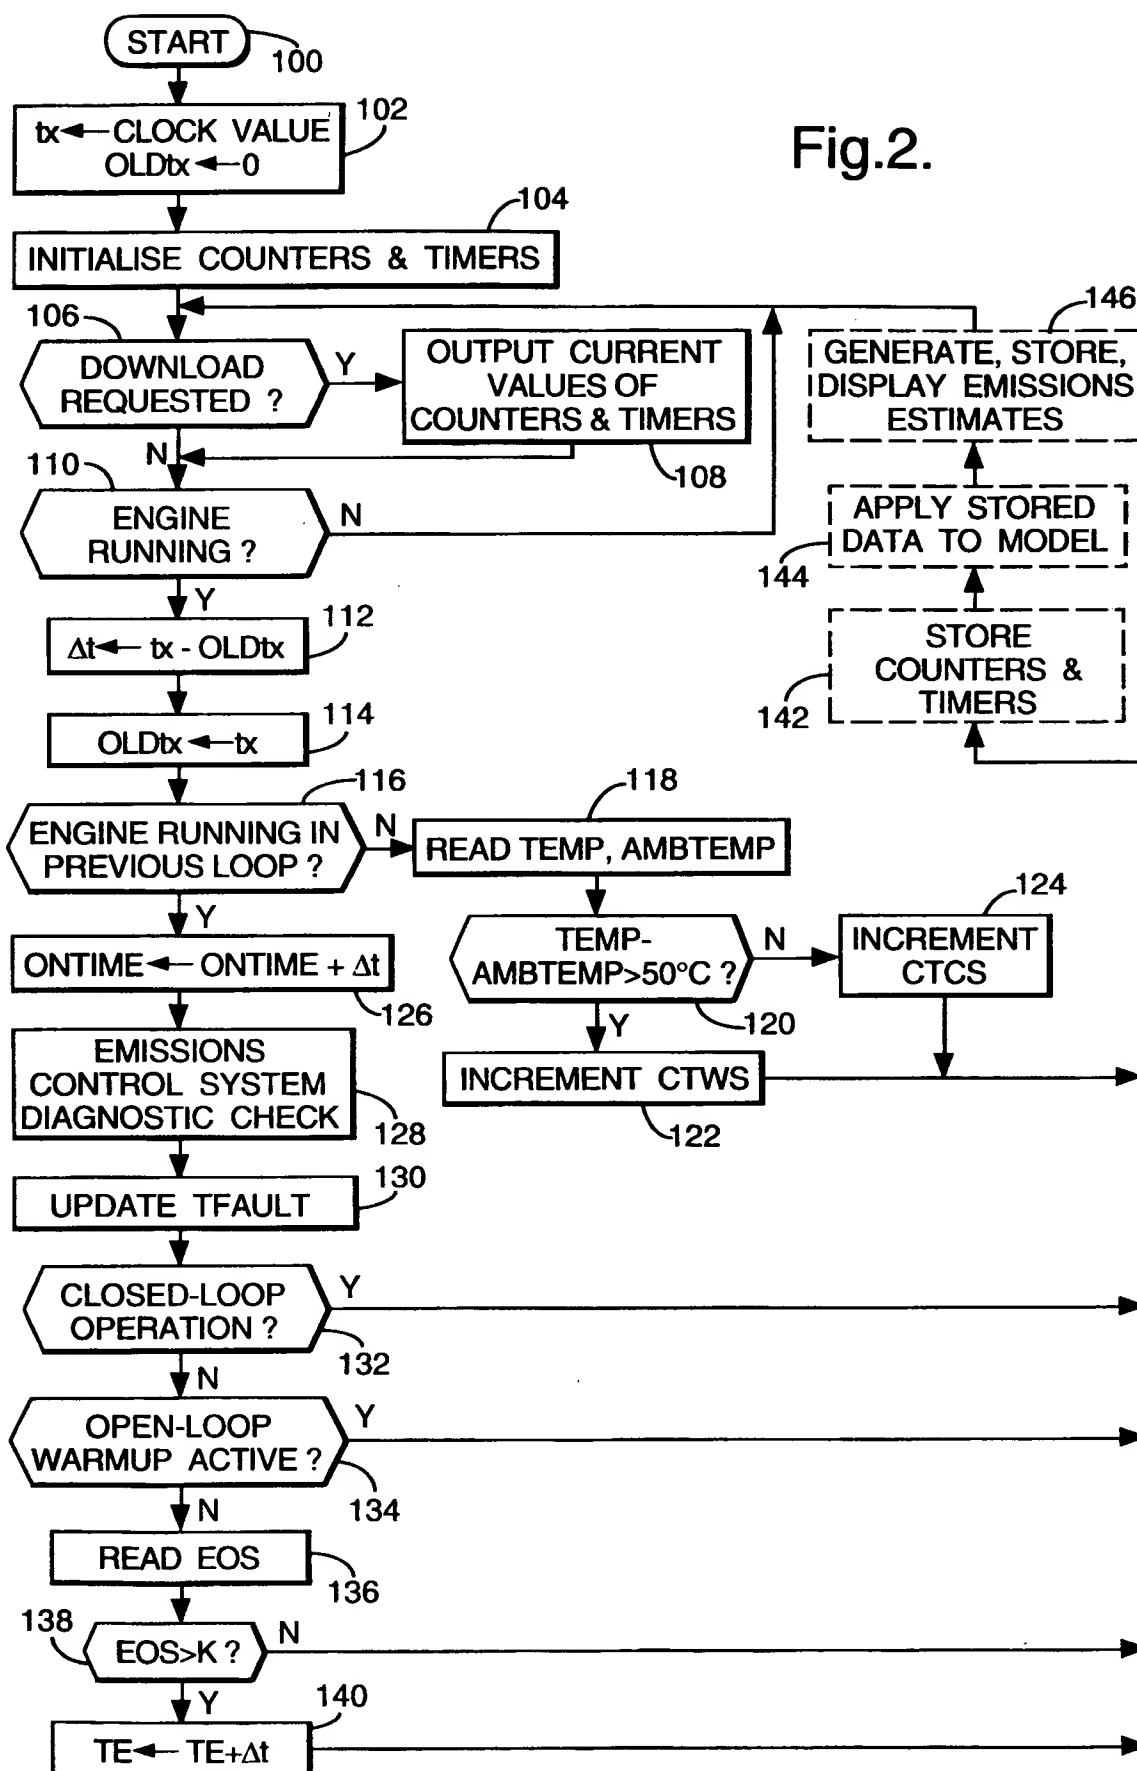 START
100
tx ← CLOCK VALUE
OLDtx ← 0
102
Fig.2.
104
INITIALISE COUNTERS & TIMERS
106
DOWNLOAD
REQUESTED ?
Y
N
OUTPUT CURRENT
VALUES OF
COUNTERS & TIMERS
108
146
GENERATE, STORE,
DISPLAY EMISSIONS
ESTIMATES
110
ENGINE
RUNNING ?
N
Y
APPLY STORED
DATA TO MODEL
144
112
Δt ← tx - OLDtx
STORE
COUNTERS &
TIMERS
142
114
OLDtx ← tx
116
ENGINE RUNNING IN
PREVIOUS LOOP ?
N
Y
118
READ TEMP, AMBTEMP
TEMP-
AMBTEMP>50°C ?
N
Y
120
124
INCREMENT
CTCS
ONTIME ← ONTIME + Δt
126
INCREMENT CTWS
122
EMISSIONS
CONTROL SYSTEM
DIAGNOSTIC CHECK
128
130
UPDATE TFAULT
CLOSED-LOOP
OPERATION ?
Y
132
N
OPEN-LOOP
WARMUP ACTIVE ?
Y
134
N
READ EOS
136
138
EOS>K ?
N
Y
140
TE ← TE+Δt